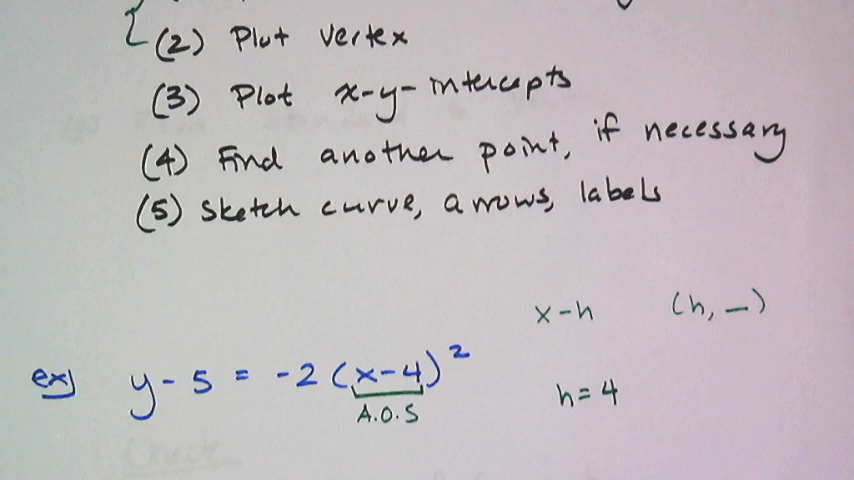 (2) Plot vertex
(3) Plot x-y-intercepts
(4) Find another point, if necessary
(5) Sketch curve, arrows, labels
x-h (h, _)
ex) y - 5 = -2 (x-4)²
A.O.S
h = 4